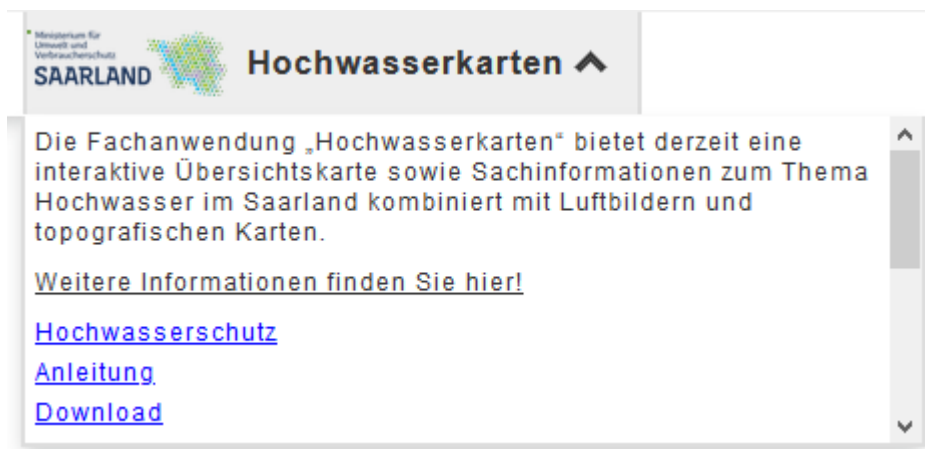 Ministerium für
Umwelt und
Verbraucherschutz
SAARLAND
Hochwasserkarten
Die Fachanwendung „Hochwasserkarten“ bietet derzeit eine
interaktive Übersichtskarte sowie Sachinformationen zum Thema
Hochwasser im Saarland kombiniert mit Luftbildern und
topografischen Karten.
Weitere Informationen finden Sie hier!
Hochwasserschutz
Anleitung
Download